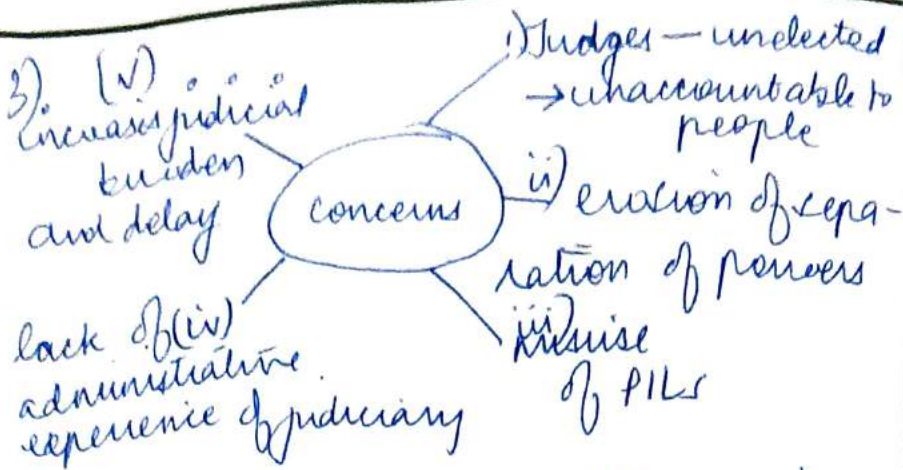 3) (v)
increases judicial
burden
and delay
concerns
i) Judges — unelected
→ unaccountable to
people
ii) erosion of sepa-
ration of powers
iii) Misuse
of PILs
lack of (iv)
administrative
experience of judiciary